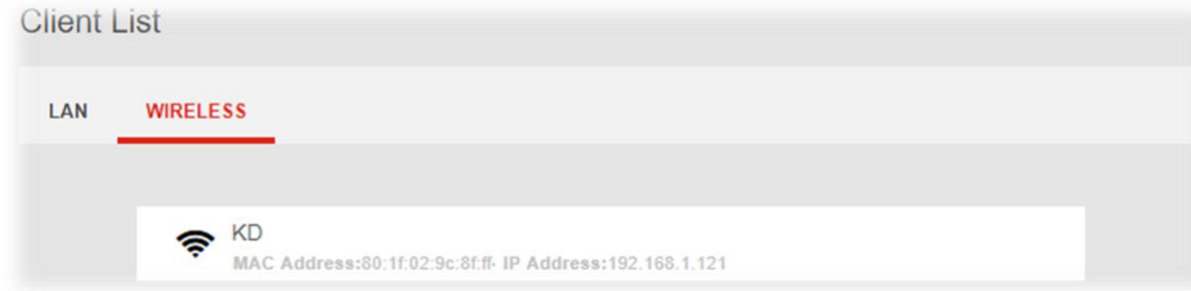 Client List
LAN WIRELESS
KD
MAC Address:80:1f:02:9c:8f:ff- IP Address:192.168.1.121